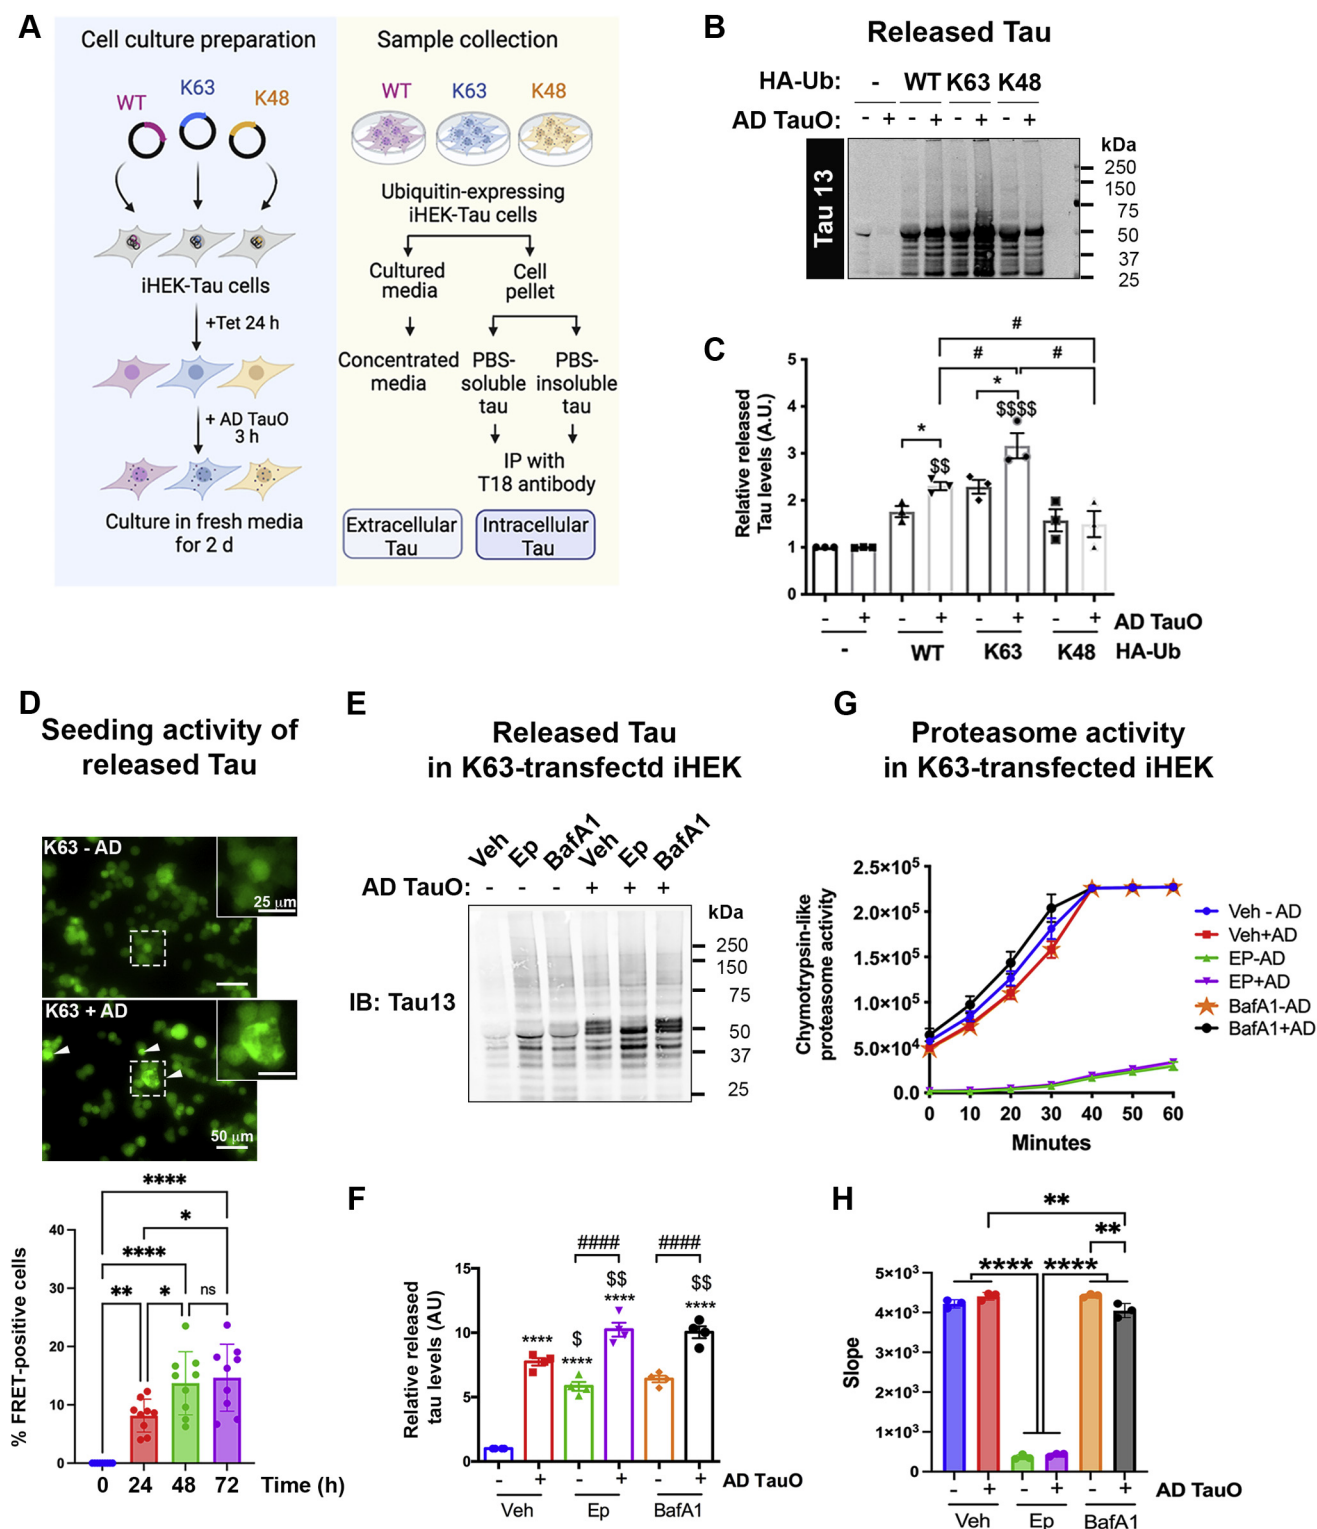 A
Cell culture preparation
Sample collection
WT
K63
K48
WT
K63
K48
iHEK-Tau cells
+Tet 24 h
+ AD TauO
3 h
Culture in fresh media
for 2 d
Ubiquitin-expressing
iHEK-Tau cells
Cultured
media
Cell
pellet
Concentrated
media
PBS-
soluble
tau
PBS-
insoluble
tau
IP with
T18 antibody
Extracellular
Tau
Intracellular
Tau
B
Released Tau
HA-Ub: - WT K63 K48
AD TauO: - + - + - + - +
Tau 13
kDa
250
150
75
50
37
25
C
Relative released
Tau levels (A.U.)
5
4
3
2
1
0
#
# #
*
$$$$
*
$$
- + - + - + - + AD TauO
- WT K63 K48 HA-Ub
D
Seeding activity of
released Tau
K63 - AD
25 μm
K63 + AD
50 μm
% FRET-positive cells
40
30
20
10
0
****
*
****
** * ns
0 24 48 72 Time (h)
E
Released Tau
in K63-transfectd iHEK
Veh Ep BafA1 Veh Ep BafA1
AD TauO: - - - + + +
IB: Tau13
kDa
250
150
75
50
37
25
F
Relative released
tau levels (AU)
15
10
5
0
#### ####
$$ $$
**** **** ****
$
****
- + - + - + AD TauO
Veh Ep BafA1
G
Proteasome activity
in K63-transfected iHEK
Chymotrypsin-like
proteasome activity
2.5×10⁵
2.0×10⁵
1.5×10⁵
1.0×10⁵
5.0×10⁴
0.0
0 10 20 30 40 50 60
Minutes
Veh - AD
Veh+AD
EP-AD
EP+AD
BafA1-AD
BafA1+AD
H
Slope
5×10³
4×10³
3×10³
2×10³
1×10³
0
**
**
**** ****
- + - + - + AD TauO
Veh Ep BafA1